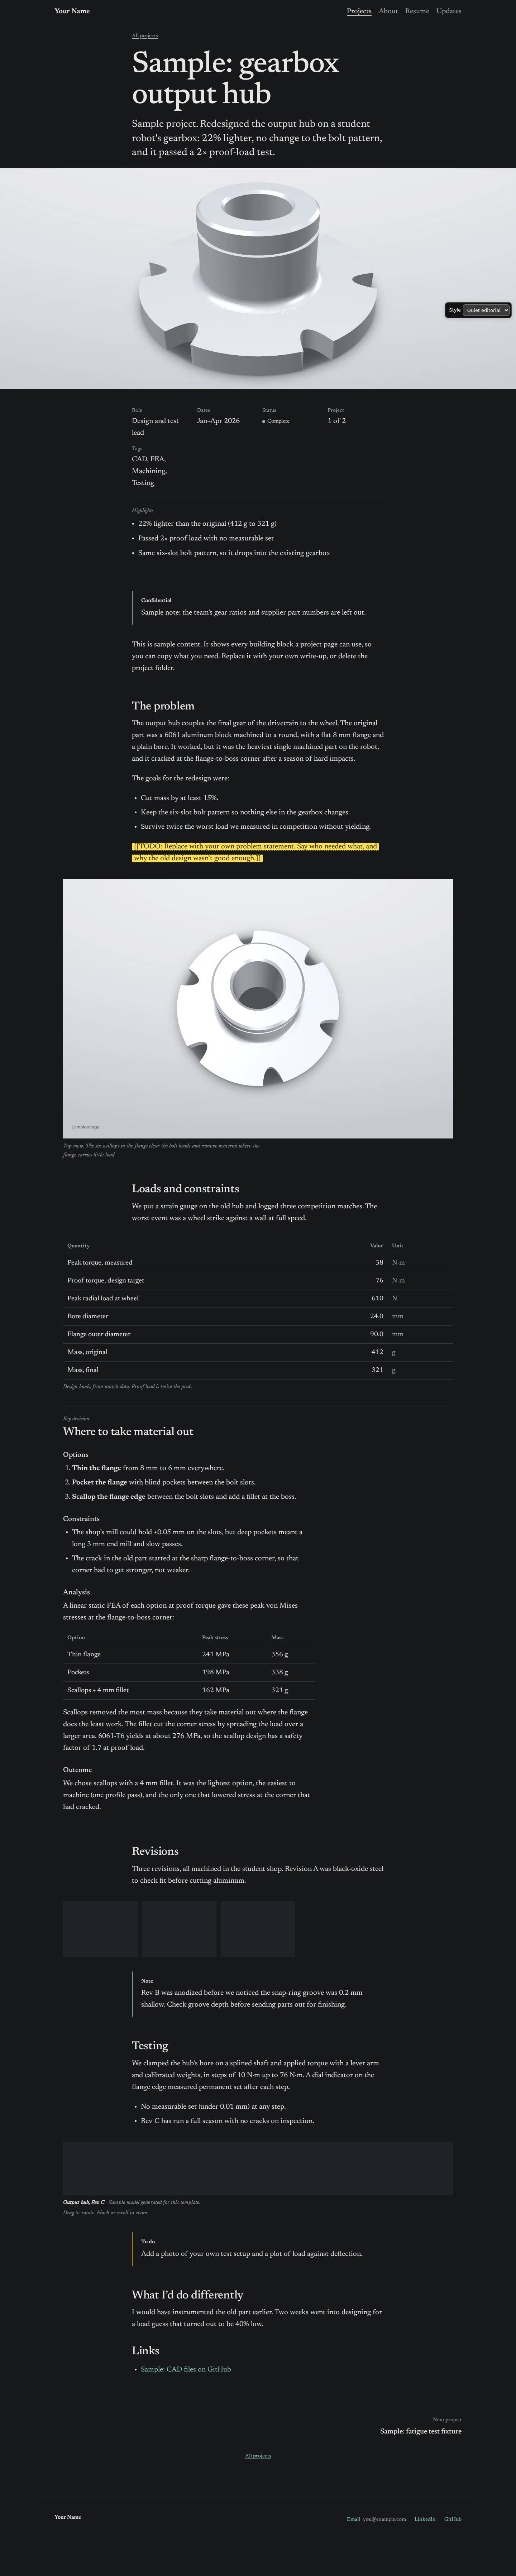 Your Name
Projects About Resume Updates
All projects
Sample: gearbox
output hub
Sample project. Redesigned the output hub on a student
robot's gearbox: 22% lighter, no change to the bolt pattern,
and it passed a 2× proof-load test.
Style Quiet editorial
Role Dates Status Project
Design and test Jan–Apr 2026 Complete 1 of 2
lead
Tags
CAD, FEA,
Machining,
Testing
Highlights
• 22% lighter than the original (412 g to 321 g)
• Passed 2× proof load with no measurable set
• Same six-slot bolt pattern, so it drops into the existing gearbox
Confidential
Sample note: the team's gear ratios and supplier part numbers are left out.
This is sample content. It shows every building block a project page can use, so
you can copy what you need. Replace it with your own write-up, or delete the
project folder.
The problem
The output hub couples the final gear of the drivetrain to the wheel. The original
part was a 6061 aluminum block machined to a round, with a flat 8 mm flange and
a plain bore. It worked, but it was the heaviest single machined part on the robot,
and it cracked at the flange-to-boss corner after a season of hard impacts.
The goals for the redesign were:
• Cut mass by at least 15%.
• Keep the six-slot bolt pattern so nothing else in the gearbox changes.
• Survive twice the worst load we measured in competition without yielding.
[[TODO: Replace with your own problem statement. Say who needed what, and
why the old design wasn't good enough.]]
Sample image
Top view. The six scallops in the flange clear the bolt heads and remove material where the
flange carries little load.
Loads and constraints
We put a strain gauge on the old hub and logged three competition matches. The
worst event was a wheel strike against a wall at full speed.
Quantity Value Unit
Peak torque, measured 38 N·m
Proof torque, design target 76 N·m
Peak radial load at wheel 610 N
Bore diameter 24.0 mm
Flange outer diameter 90.0 mm
Mass, original 412 g
Mass, final 321 g
Design loads, from match data. Proof load is twice the peak.
Key decision
Where to take material out
Options
1. Thin the flange from 8 mm to 6 mm everywhere.
2. Pocket the flange with blind pockets between the bolt slots.
3. Scallop the flange edge between the bolt slots and add a fillet at the boss.
Constraints
• The shop's mill could hold ±0.05 mm on the slots, but deep pockets meant a
long 3 mm end mill and slow passes.
• The crack in the old part started at the sharp flange-to-boss corner, so that
corner had to get stronger, not weaker.
Analysis
A linear static FEA of each option at proof torque gave these peak von Mises
stresses at the flange-to-boss corner:
Option Peak stress Mass
Thin flange 241 MPa 356 g
Pockets 198 MPa 338 g
Scallops + 4 mm fillet 162 MPa 321 g
Scallops removed the most mass because they take material out where the flange
does the least work. The fillet cut the corner stress by spreading the load over a
larger area. 6061-T6 yields at about 276 MPa, so the scallop design has a safety
factor of 1.7 at proof load.
Outcome
We chose scallops with a 4 mm fillet. It was the lightest option, the easiest to
machine (one profile pass), and the only one that lowered stress at the corner that
had cracked.
Revisions
Three revisions, all machined in the student shop. Revision A was black-oxide steel
to check fit before cutting aluminum.
Note
Rev B was anodized before we noticed the snap-ring groove was 0.2 mm
shallow. Check groove depth before sending parts out for finishing.
Testing
We clamped the hub's bore on a splined shaft and applied torque with a lever arm
and calibrated weights, in steps of 10 N·m up to 76 N·m. A dial indicator on the
flange edge measured permanent set after each step.
• No measurable set (under 0.01 mm) at any step.
• Rev C has run a full season with no cracks on inspection.
Output hub, Rev C Sample model generated for this template.
Drag to rotate. Pinch or scroll to zoom.
To do
Add a photo of your own test setup and a plot of load against deflection.
What I'd do differently
I would have instrumented the old part earlier. Two weeks went into designing for
a load guess that turned out to be 40% low.
Links
• Sample: CAD files on GitHub
Next project
Sample: fatigue test fixture
All projects
Your Name
Email you@example.com LinkedIn GitHub